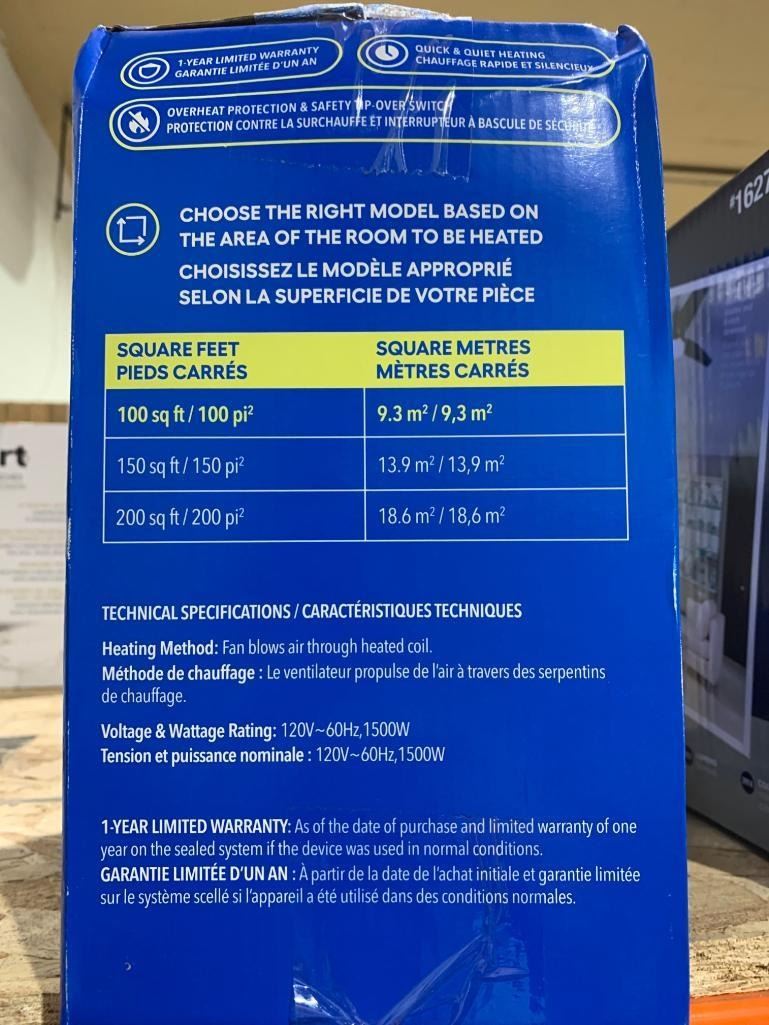 1-YEAR LIMITED WARRANTY
GARANTIE LIMITÉE D'UN AN
QUICK & QUIET HEATING
CHAUFFAGE RAPIDE ET SILENCIEUX
OVERHEAT PROTECTION & SAFETY TIP-OVER SWITCH
PROTECTION CONTRE LA SURCHAUFFE ET INTERRUPTEUR À BASCULE DE SÉCURITÉ
#1627
CHOOSE THE RIGHT MODEL BASED ON
THE AREA OF THE ROOM TO BE HEATED
CHOISISSEZ LE MODÈLE APPROPRIÉ
SELON LA SUPERFICIE DE VOTRE PIÈCE
SQUARE FEET
PIEDS CARRÉS
SQUARE METRES
MÈTRES CARRÉS
100 sq ft / 100 pi²
9.3 m² / 9,3 m²
150 sq ft / 150 pi²
13.9 m² / 13,9 m²
200 sq ft / 200 pi²
18.6 m² / 18,6 m²
rt
TECHNICAL SPECIFICATIONS / CARACTÉRISTIQUES TECHNIQUES
Heating Method: Fan blows air through heated coil.
Méthode de chauffage : Le ventilateur propulse de l'air à travers des serpentins
de chauffage.
Voltage & Wattage Rating: 120V~60Hz,1500W
Tension et puissance nominale : 120V~60Hz,1500W
1-YEAR LIMITED WARRANTY: As of the date of purchase and limited warranty of one
year on the sealed system if the device was used in normal conditions.
GARANTIE LIMITÉE D'UN AN : À partir de la date de l'achat initiale et garantie limitée
sur le système scellé si l'appareil a été utilisé dans des conditions normales.